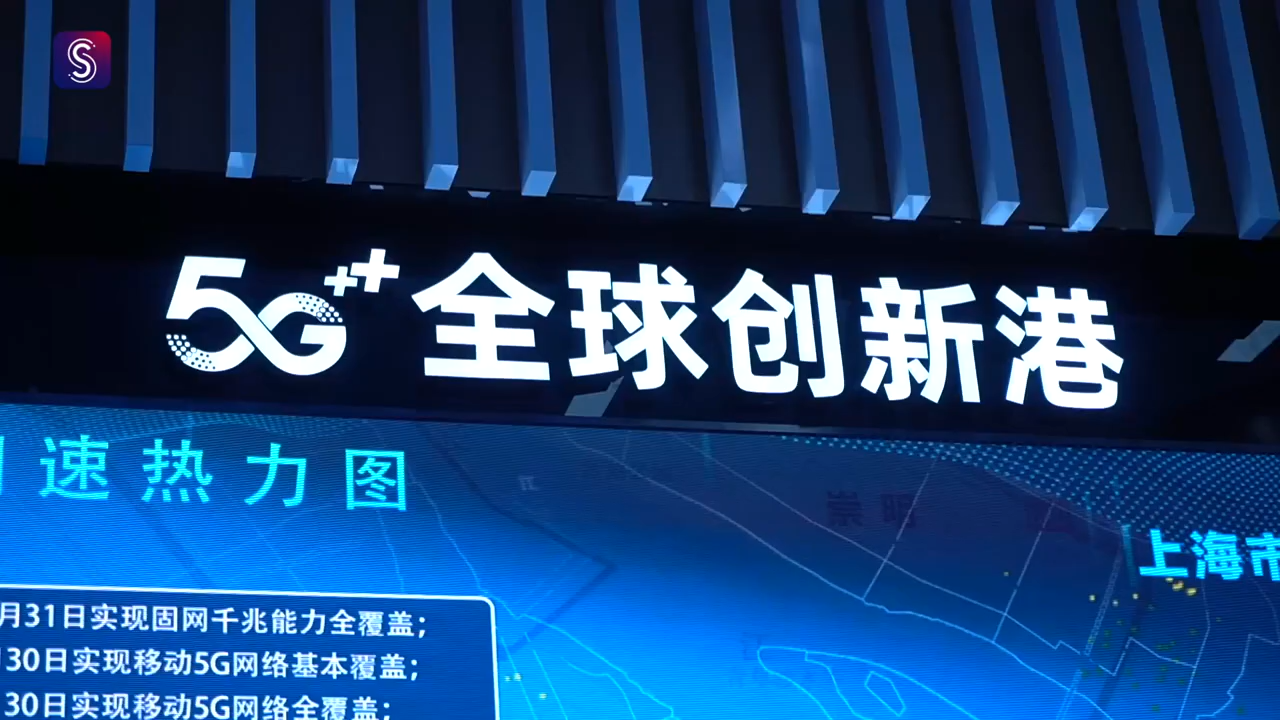 S
5G++ 全球创新港
速热力图
崇明
上海市
月31日实现固网千兆能力全覆盖；
30日实现移动5G网络基本覆盖；
30日实现移动5G网络全覆盖；